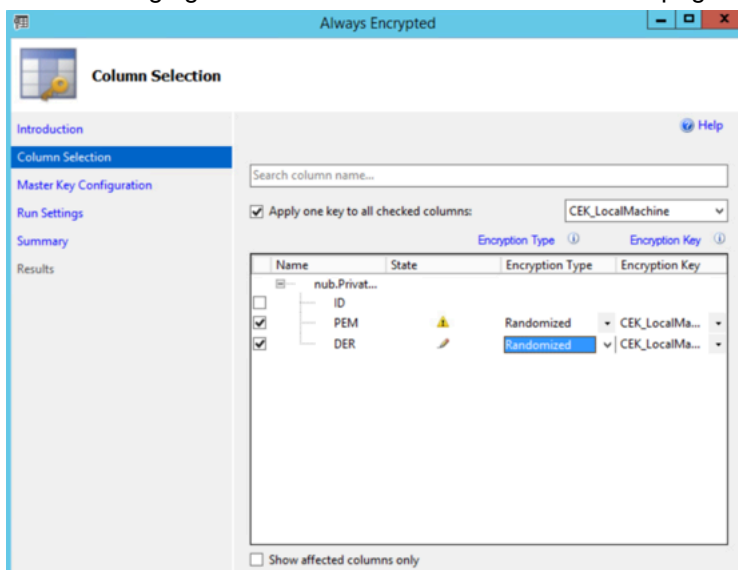 Always Encrypted
Column Selection
Introduction
Help
Column Selection
Search column name...
Master Key Configuration
Apply one key to all checked columns:
CEK_LocalMachine
Run Settings
Summary
Encryption Type
Encryption Key
Results
Name State Encryption Type Encryption Key
nub.Privat...
ID
PEM Randomized CEK_LocalMa...
DER Randomized CEK_LocalMa...
Show affected columns only